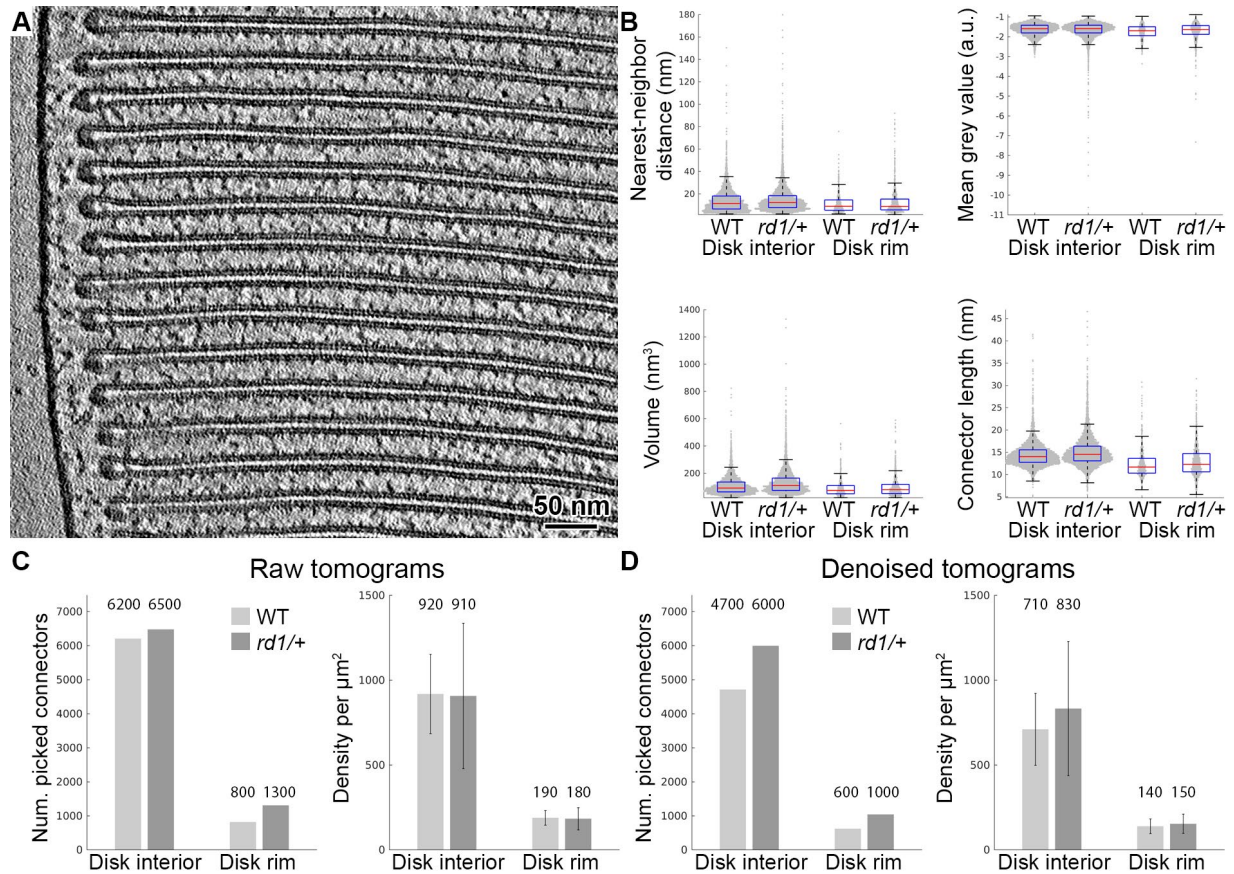 A
50 nm
B
Nearest-neighbor
distance (nm)
180
160
140
120
100
80
60
40
20
WT rd1/+ WT rd1/+
Disk interior Disk rim
Mean grey value (a.u.)
-1
-2
-3
-4
-5
-6
-7
-8
-9
-10
-11
WT rd1/+ WT rd1/+
Disk interior Disk rim
Volume (nm³)
1400
1200
1000
800
600
400
200
WT rd1/+ WT rd1/+
Disk interior Disk rim
Connector length (nm)
45
40
35
30
25
20
15
10
5
WT rd1/+ WT rd1/+
Disk interior Disk rim
C
Raw tomograms
Num. picked connectors
7000
6000
5000
4000
3000
2000
1000
0
6200 6500
800 1300
WT
rd1/+
Disk interior Disk rim
Density per µm²
1500
1000
500
0
920 910
190 180
Disk interior Disk rim
D
Denoised tomograms
Num. picked connectors
7000
6000
5000
4000
3000
2000
1000
0
4700 6000
600 1000
WT
rd1/+
Disk interior Disk rim
Density per µm²
1500
1000
500
0
710 830
140 150
Disk interior Disk rim